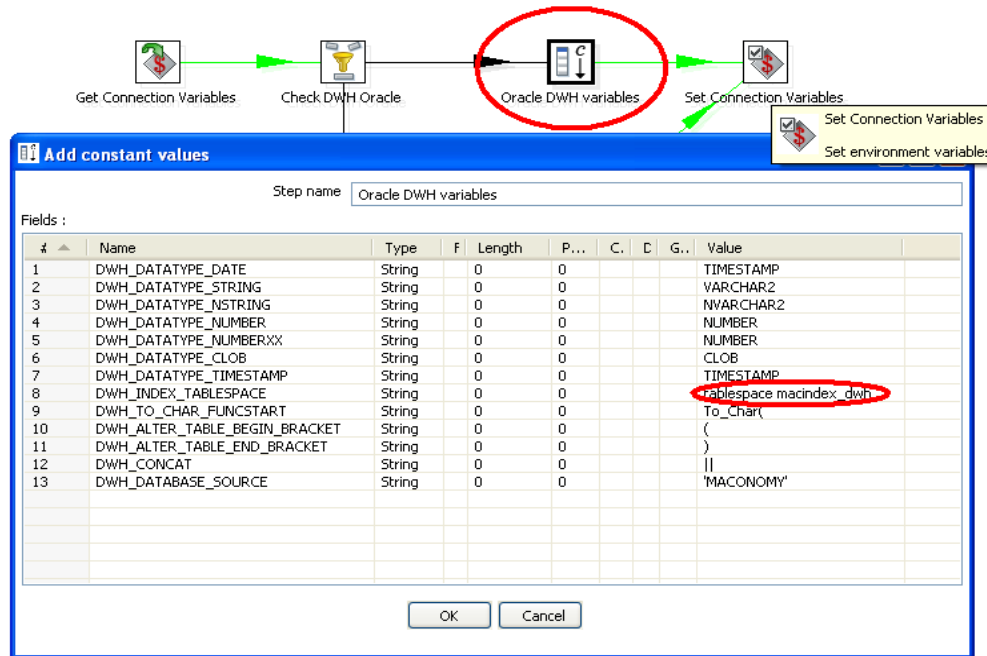 Get Connection Variables
Check DWH Oracle
Oracle DWH variables
Set Connection Variables
Set Connection Variables
Set environment variables
Add constant values
Step name Oracle DWH variables
Fields :
# Name Type F Length P... C. D G.. Value
1 DWH_DATATYPE_DATE String 0 0 TIMESTAMP
2 DWH_DATATYPE_STRING String 0 0 VARCHAR2
3 DWH_DATATYPE_NSTRING String 0 0 NVARCHAR2
4 DWH_DATATYPE_NUMBER String 0 0 NUMBER
5 DWH_DATATYPE_NUMBERXX String 0 0 NUMBER
6 DWH_DATATYPE_CLOB String 0 0 CLOB
7 DWH_DATATYPE_TIMESTAMP String 0 0 TIMESTAMP
8 DWH_INDEX_TABLESPACE String 0 0 tablespace macindex_dwh
9 DWH_TO_CHAR_FUNCSTART String 0 0 To_Char(
10 DWH_ALTER_TABLE_BEGIN_BRACKET String 0 0 (
11 DWH_ALTER_TABLE_END_BRACKET String 0 0 )
12 DWH_CONCAT String 0 0 ||
13 DWH_DATABASE_SOURCE String 0 0 'MACONOMY'
OK Cancel